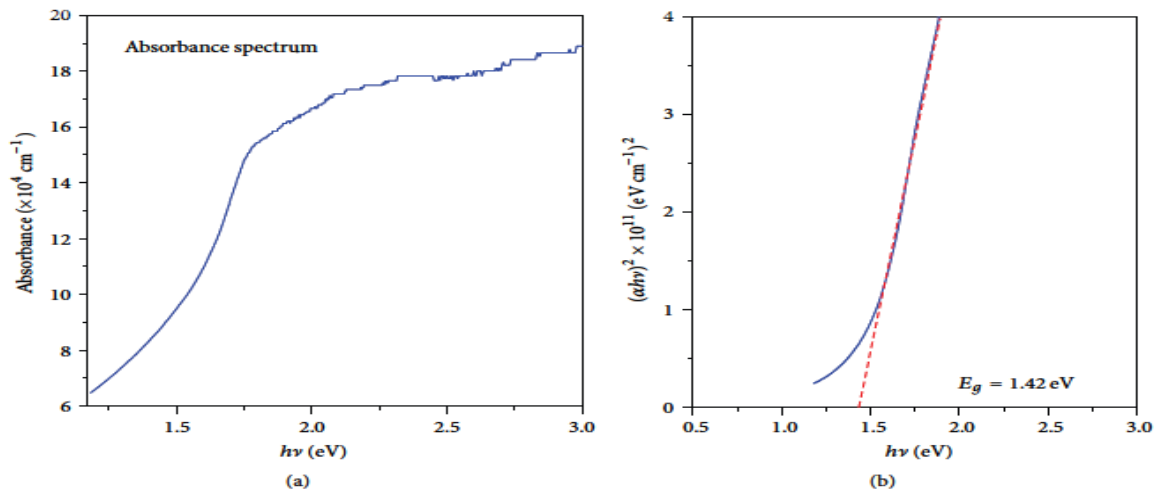 20
18
16
14
12
10
8
6
Absorbance spectrum
Absorbance (×10⁴ cm⁻¹)
1.5
2.0
2.5
3.0
hν (eV)
(a)
4
3
2
1
0
(αhν)² × 10¹¹ (eV cm⁻¹)²
E_g = 1.42 eV
0.5
1.0
1.5
2.0
2.5
3.0
hν (eV)
(b)